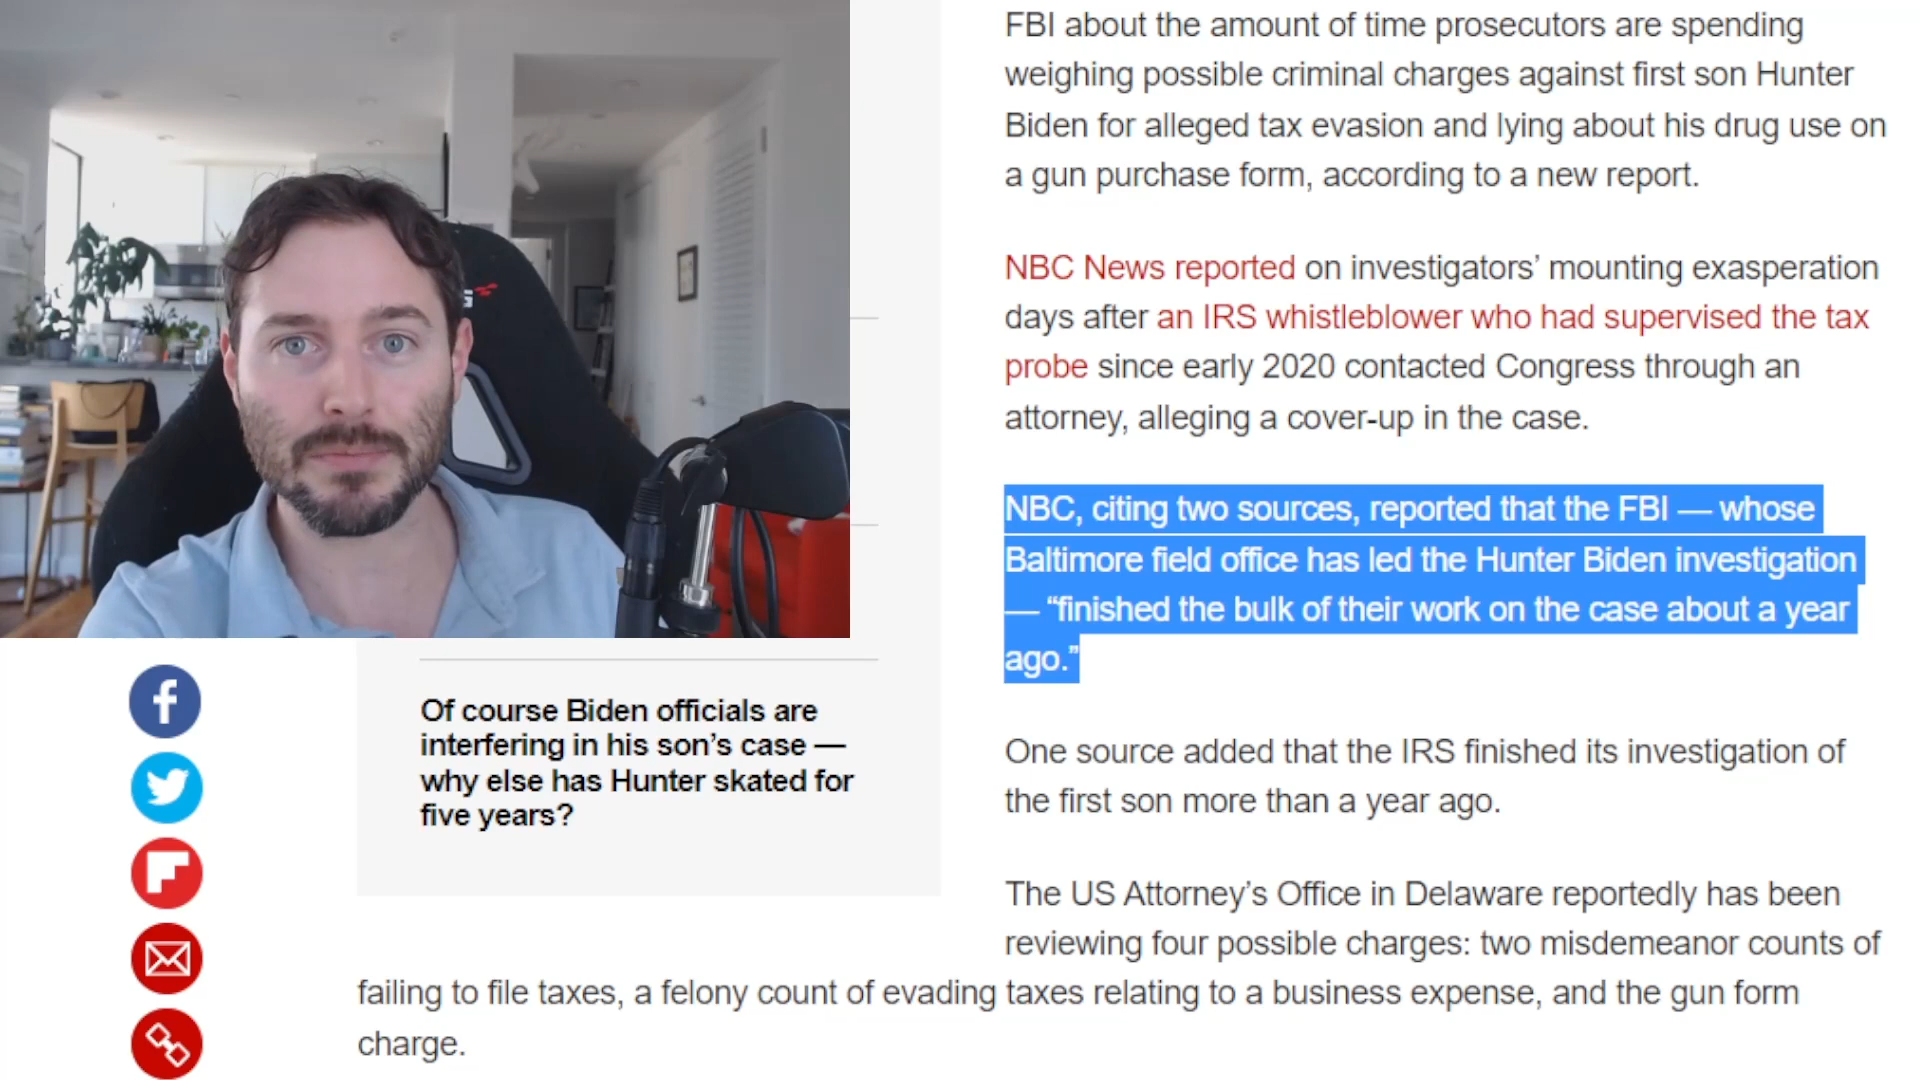 FBI about the amount of time prosecutors are spending
weighing possible criminal charges against first son Hunter
Biden for alleged tax evasion and lying about his drug use on
a gun purchase form, according to a new report.
NBC News reported on investigators’ mounting exasperation
days after an IRS whistleblower who had supervised the tax
probe since early 2020 contacted Congress through an
attorney, alleging a cover-up in the case.
NBC, citing two sources, reported that the FBI — whose
Baltimore field office has led the Hunter Biden investigation
— “finished the bulk of their work on the case about a year
ago.”
One source added that the IRS finished its investigation of
the first son more than a year ago.
The US Attorney’s Office in Delaware reportedly has been
reviewing four possible charges: two misdemeanor counts of
failing to file taxes, a felony count of evading taxes relating to a business expense, and the gun form
charge.
Of course Biden officials are
interfering in his son’s case —
why else has Hunter skated for
five years?